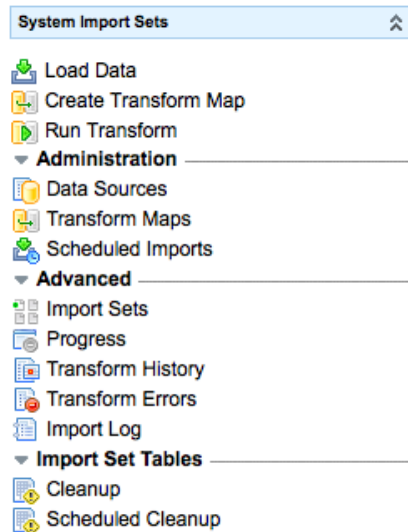 System Import Sets
Load Data
Create Transform Map
Run Transform
Administration
Data Sources
Transform Maps
Scheduled Imports
Advanced
Import Sets
Progress
Transform History
Transform Errors
Import Log
Import Set Tables
Cleanup
Scheduled Cleanup